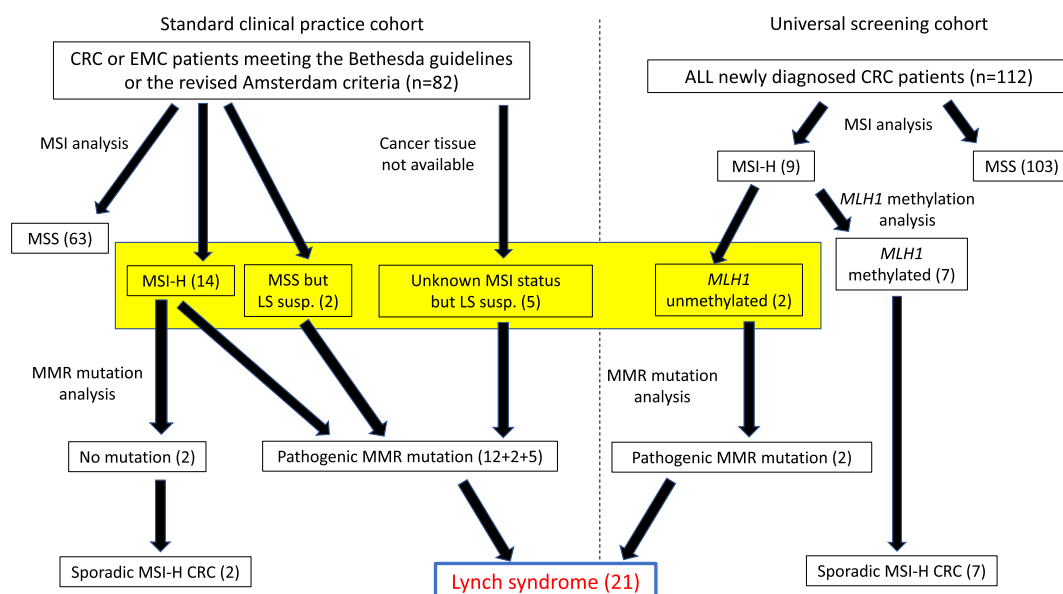 Standard clinical practice cohort
Universal screening cohort
CRC or EMC patients meeting the Bethesda guidelines
or the revised Amsterdam criteria (n=82)
ALL newly diagnosed CRC patients (n=112)
MSI analysis
Cancer tissue
not available
MSI analysis
MSI-H (9)
MSS (103)
MLH1 methylation
analysis
MSS (63)
MSI-H (14)
MSS but
LS susp. (2)
Unknown MSI status
but LS susp. (5)
MLH1
unmethylated (2)
MLH1
methylated (7)
MMR mutation
analysis
MMR mutation
analysis
No mutation (2)
Pathogenic MMR mutation (12+2+5)
Pathogenic MMR mutation (2)
Sporadic MSI-H CRC (2)
Lynch syndrome (21)
Sporadic MSI-H CRC (7)